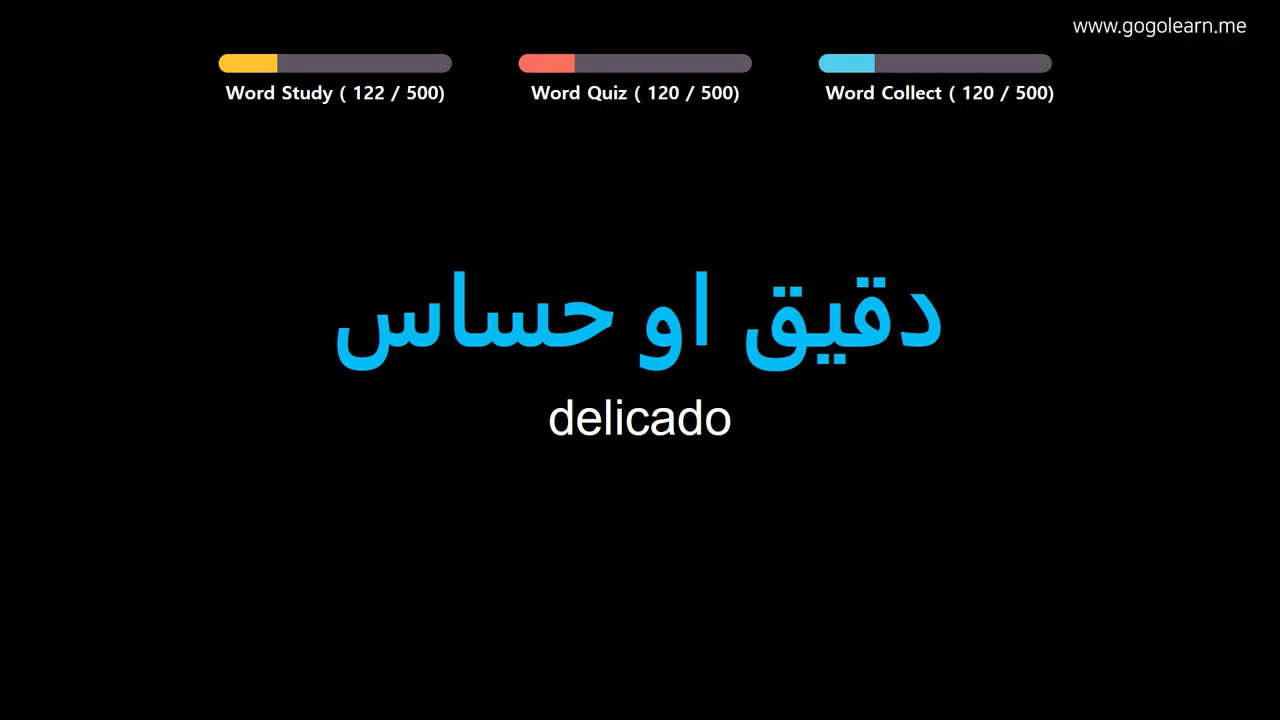 www.gogolearn.me
Word Study ( 122 / 500)
Word Quiz ( 120 / 500)
Word Collect ( 120 / 500)
دقيق او حساس
delicado